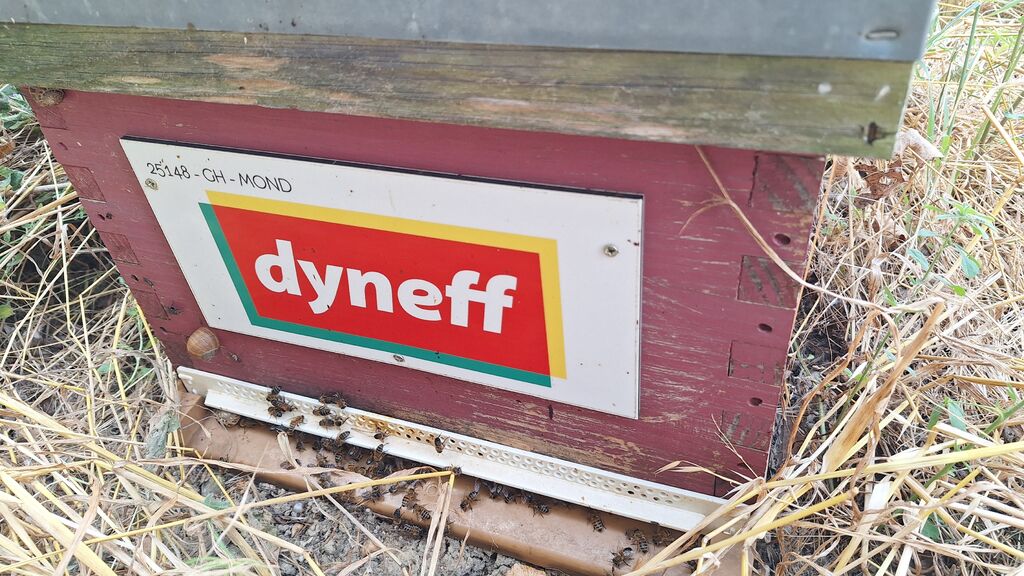 25148 - CH - MOND
dyneff